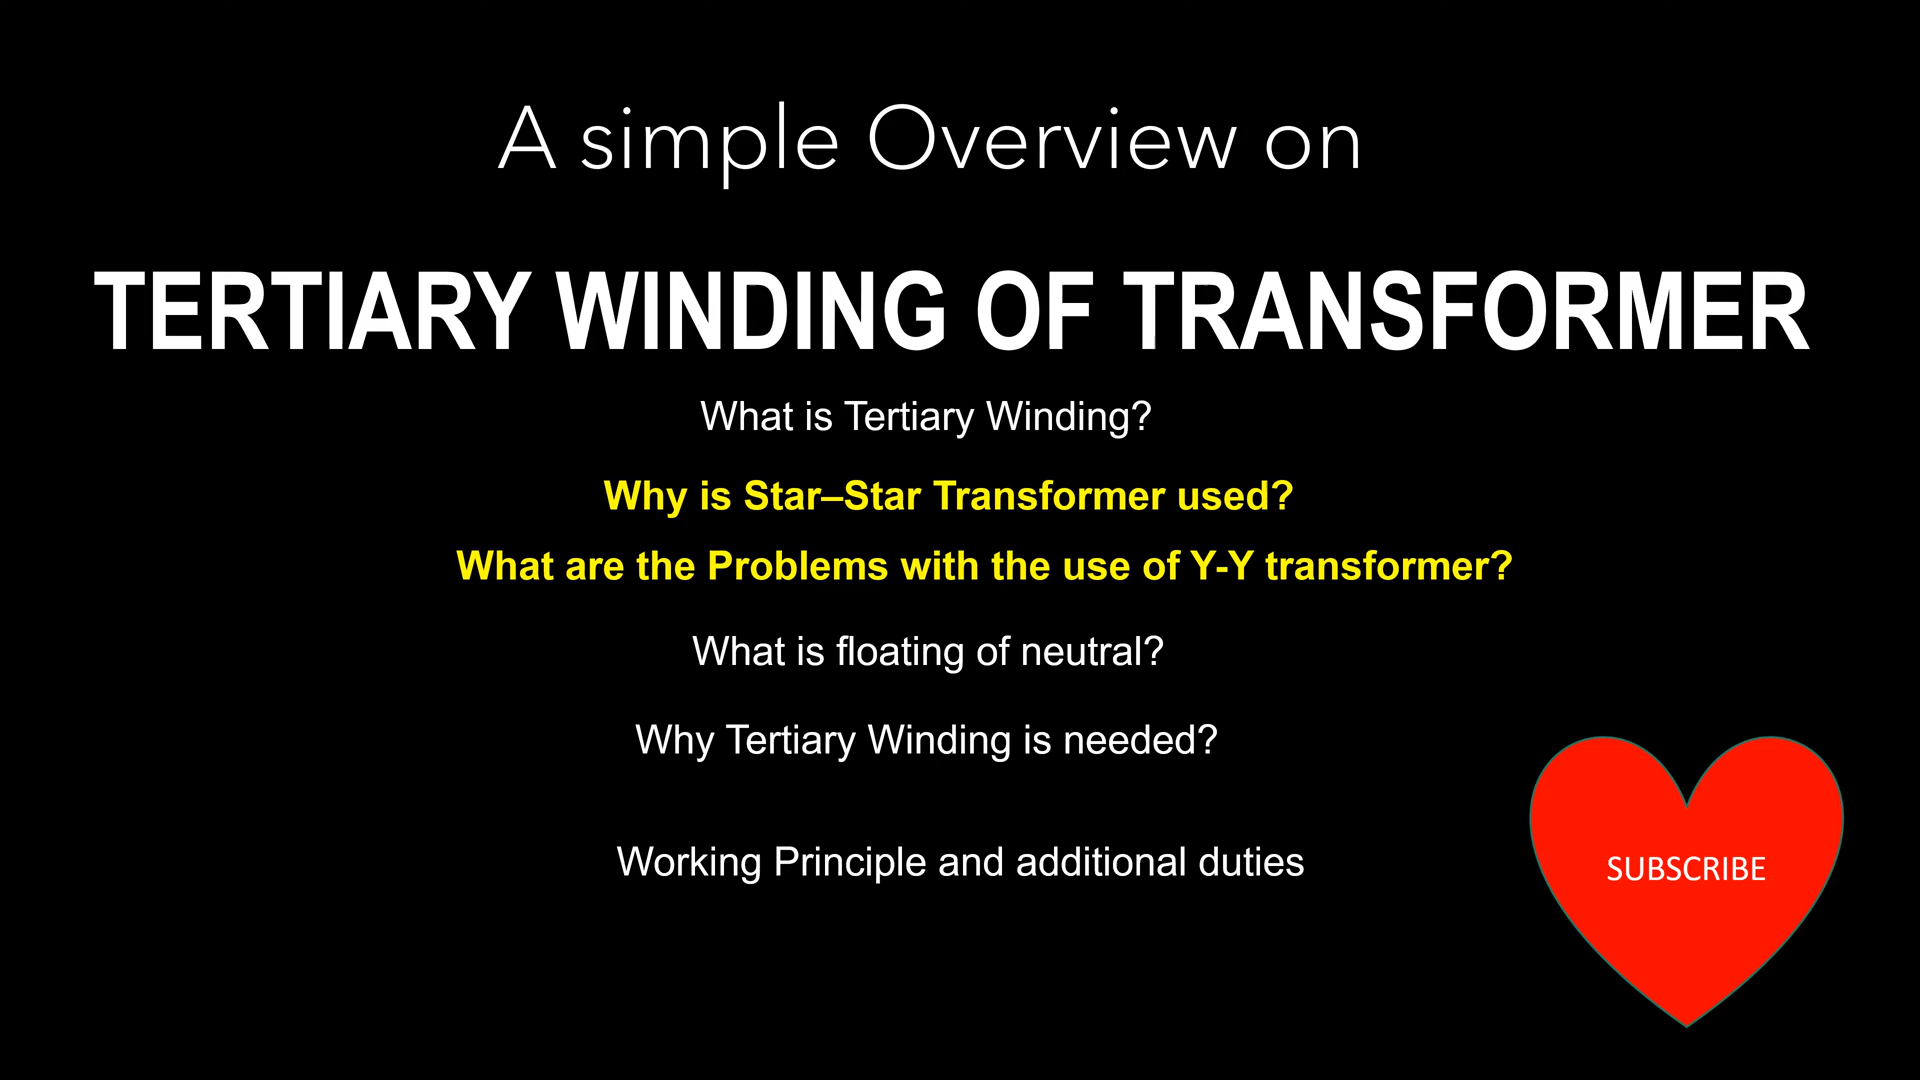 A simple Overview on
TERTIARY WINDING OF TRANSFORMER
What is Tertiary Winding?
Why is Star–Star Transformer used?
What are the Problems with the use of Y-Y transformer?
What is floating of neutral?
Why Tertiary Winding is needed?
Working Principle and additional duties
SUBSCRIBE